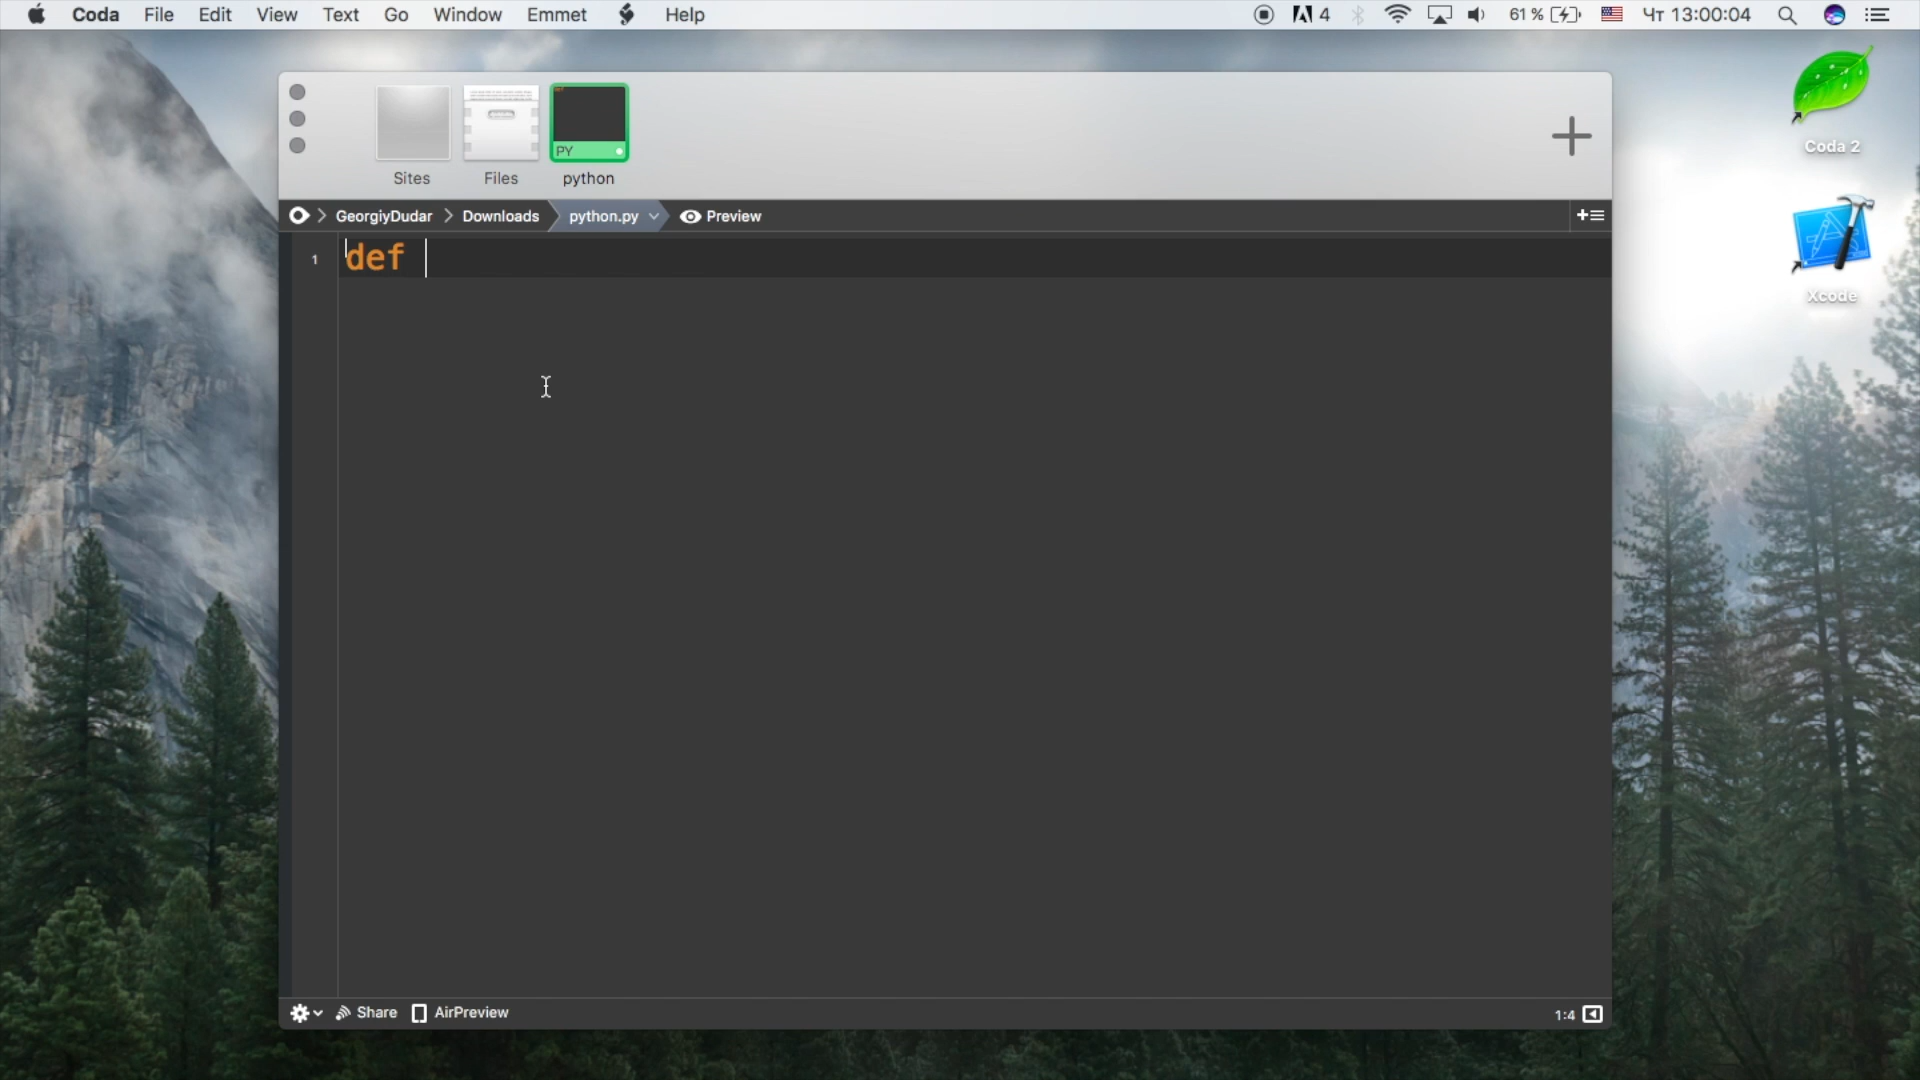 Coda File Edit View Text Go Window Emmet Help 4 61 % Чт 13:00:04
Coda 2
Xcode
PY
Sites Files python
GeorgiyDudar Downloads python.py Preview
1 def
Share AirPreview 1:4